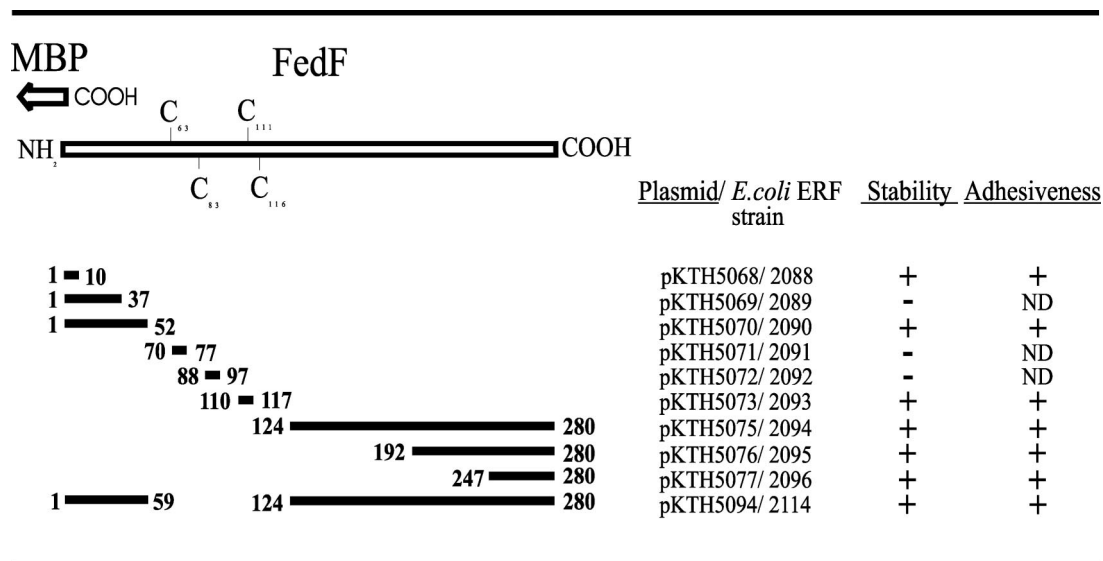 MBP
FedF
COOH
C63 C111
NH2 COOH
C83 C116
Plasmid/ E.coli ERF strain Stability Adhesiveness
1 10 pKTH5068/ 2088 + +
1 37 pKTH5069/ 2089 - ND
1 52 pKTH5070/ 2090 + +
70 77 pKTH5071/ 2091 - ND
88 97 pKTH5072/ 2092 - ND
110 117 pKTH5073/ 2093 + +
124 280 pKTH5075/ 2094 + +
192 280 pKTH5076/ 2095 + +
247 280 pKTH5077/ 2096 + +
1 59 124 280 pKTH5094/ 2114 + +